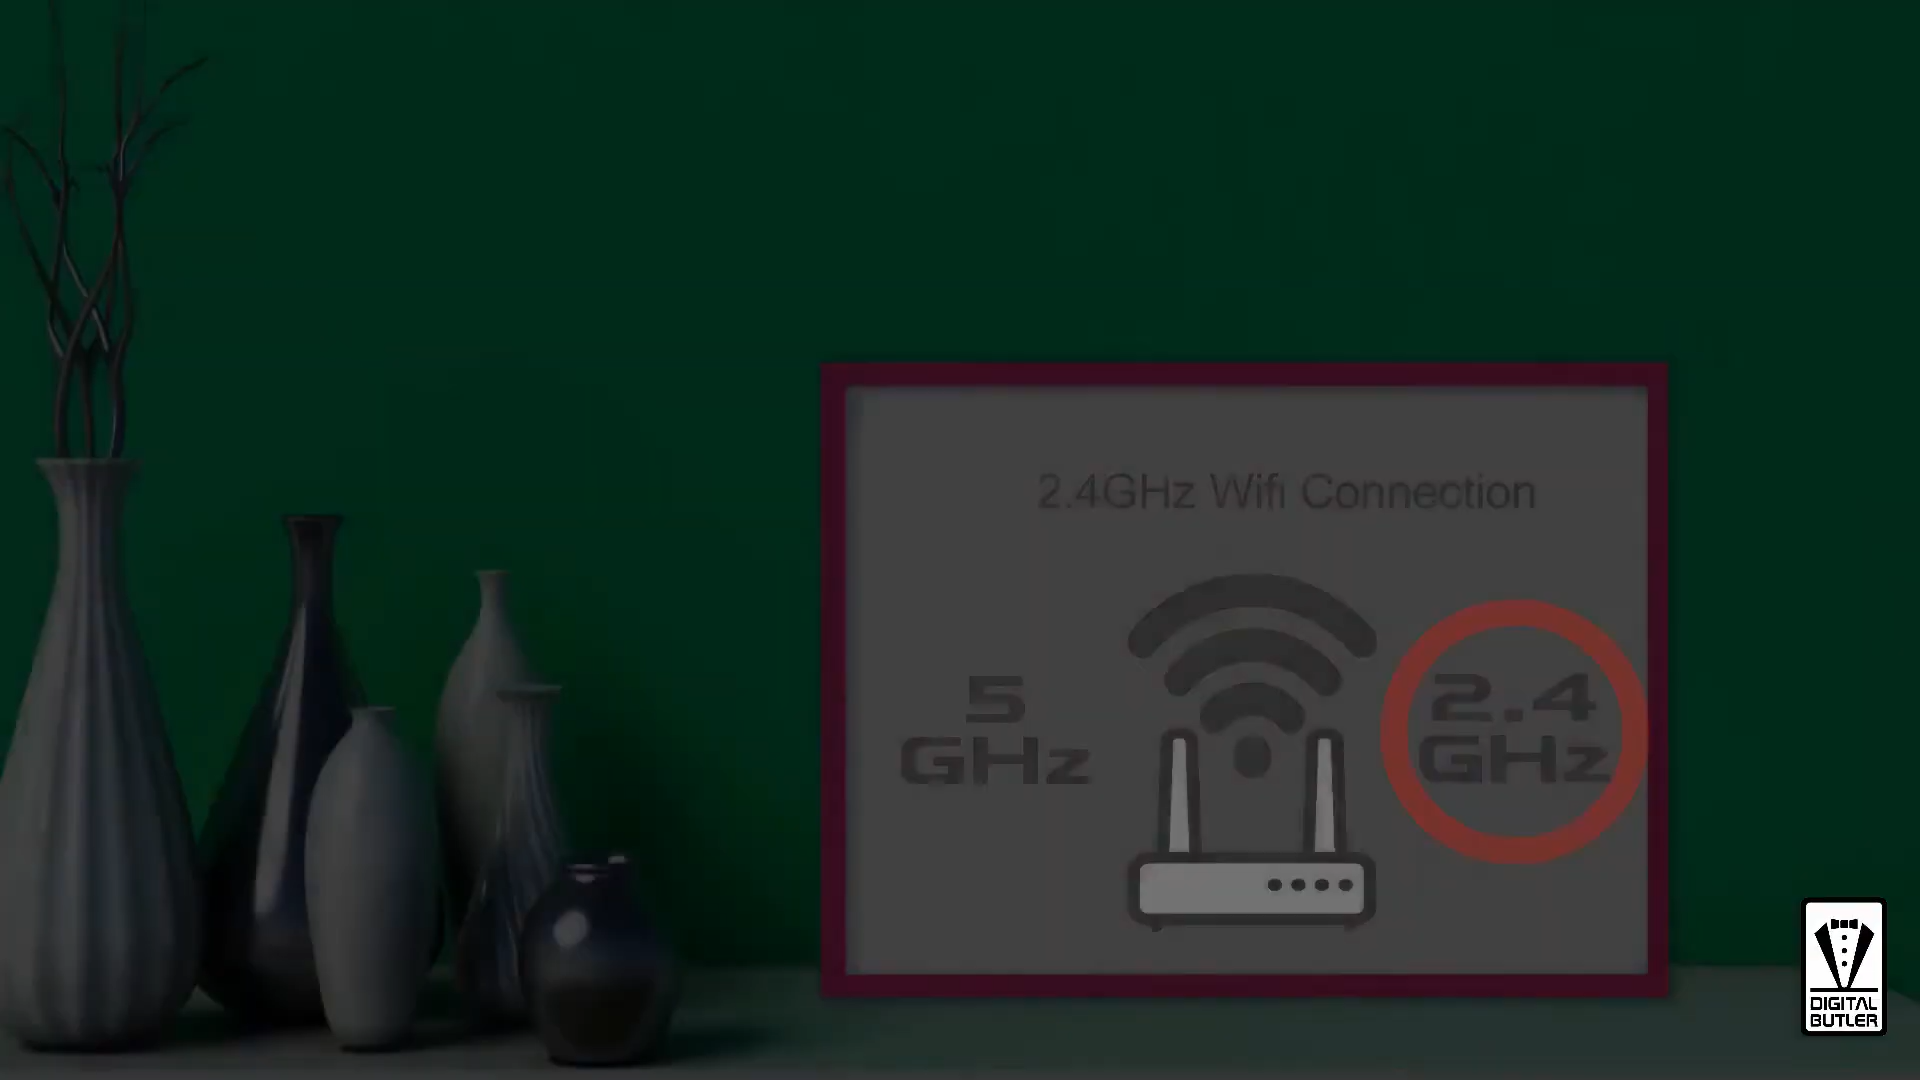 2.4GHz Wifi Connection
5
GHz
2.4
GHz
DIGITAL
BUTLER